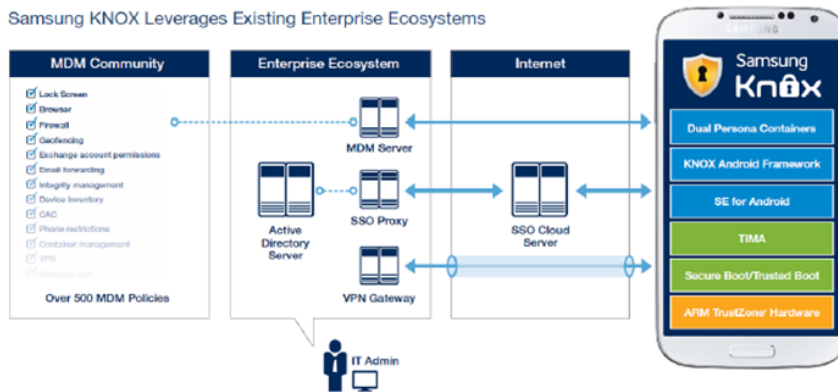 Samsung KNOX Leverages Existing Enterprise Ecosystems
MDM Community
Lock Screen
Browser
Firewall
Geofencing
Exchange account permissions
Email forwarding
Integrity management
Device inventory
CAC
Phone restrictions
Container management
VPN
Over 500 MDM Policies
Enterprise Ecosystem
MDM Server
Active
Directory
Server
SSO Proxy
VPN Gateway
IT Admin
Internet
SSO Cloud
Server
SAMSUNG
Samsung
KNOX
Dual Persona Containers
KNOX Android Framework
SE for Android
TIMA
Secure Boot/Trusted Boot
ARM TrustZone® Hardware